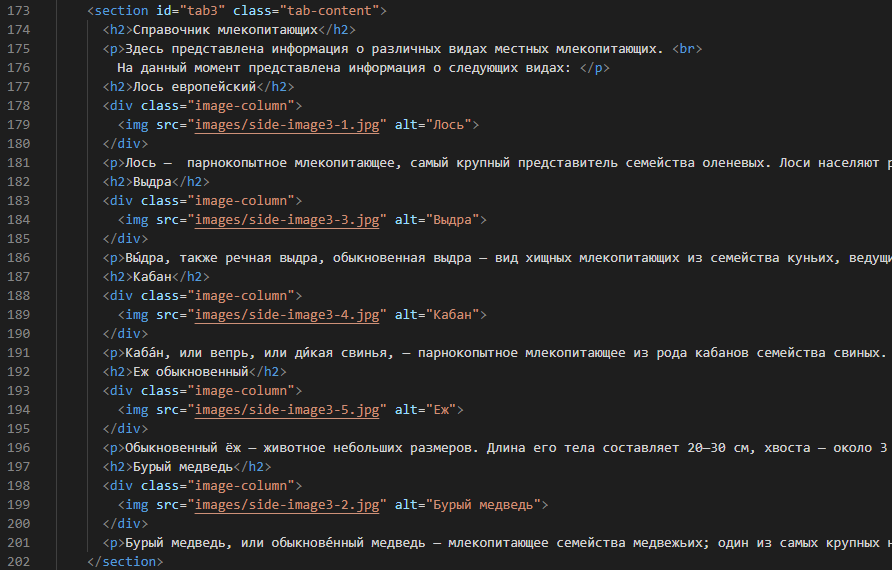 173 <section id="tab3" class="tab-content">
174 <h2>Справочник млекопитающих</h2>
175 <p>Здесь представлена информация о различных видах местных млекопитающих. <br>
176 На данный момент представлена информация о следующих видах: </p>
177 <h2>Лось европейский</h2>
178 <div class="image-column">
179 <img src="images/side-image3-1.jpg" alt="Лось">
180 </div>
181 <p>Лось –  парнокопытное млекопитающее, самый крупный представитель семейства оленевых. Лоси населяют
182 <h2>Выдра</h2>
183 <div class="image-column">
184 <img src="images/side-image3-3.jpg" alt="Выдра">
185 </div>
186 <p>Вы́дра, также речная выдра, обыкновенная выдра — вид хищных млекопитающих из семейства куньих, ведущи
187 <h2>Кабан</h2>
188 <div class="image-column">
189 <img src="images/side-image3-4.jpg" alt="Кабан">
190 </div>
191 <p>Каба́н, или вепрь, или ди́кая свинья, — парнокопытное млекопитающее из рода кабанов семейства свиных.
192 <h2>Еж обыкновенный</h2>
193 <div class="image-column">
194 <img src="images/side-image3-5.jpg" alt="Еж">
195 </div>
196 <p>Обыкновенный ёж — животное небольших размеров. Длина его тела составляет 20—30 см, хвоста — около 3
197 <h2>Бурый медведь</h2>
198 <div class="image-column">
199 <img src="images/side-image3-2.jpg" alt="Бурый медведь">
200 </div>
201 <p>Бурый медведь, или обыкнове́нный медведь — млекопитающее семейства медвежьих; один из самых крупных н
202 </section>